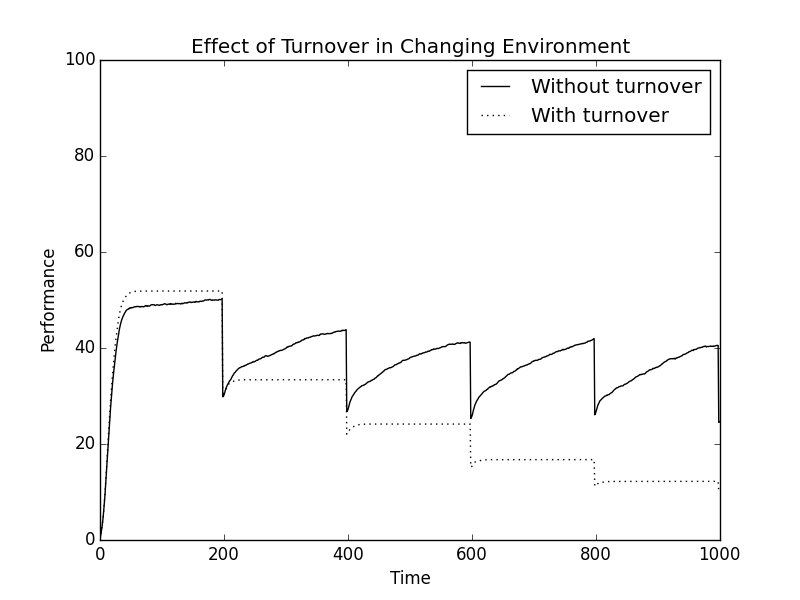 Effect of Turnover in Changing Environment
100
80
60
40
20
0
Performance
Without turnover
With turnover
0 200 400 600 800 1000
Time